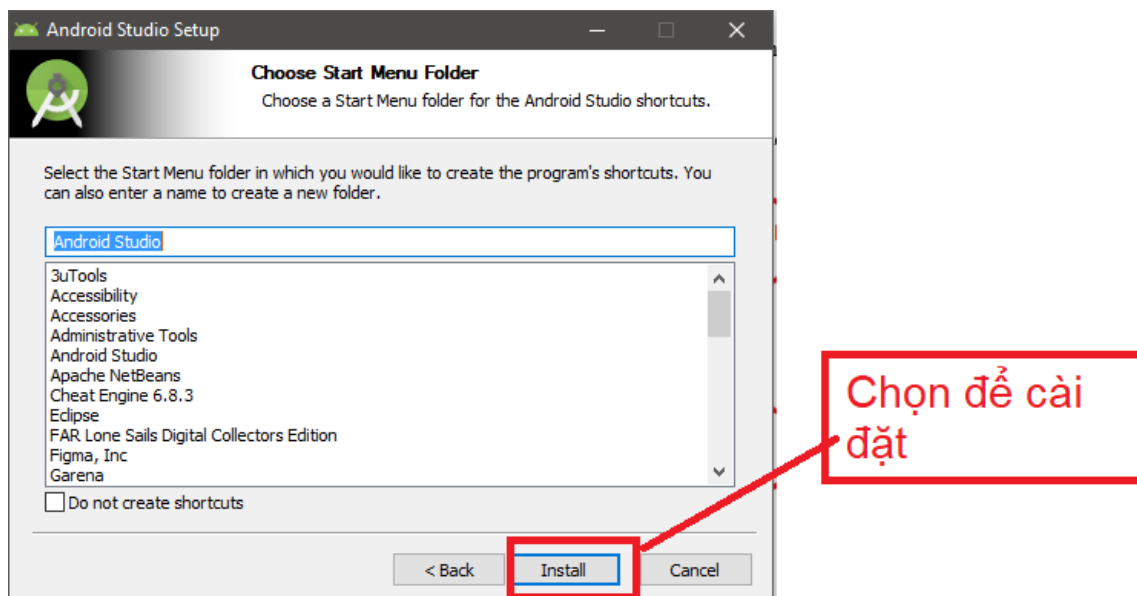 Android Studio Setup
Choose Start Menu Folder
Choose a Start Menu folder for the Android Studio shortcuts.
Select the Start Menu folder in which you would like to create the program's shortcuts. You
can also enter a name to create a new folder.
Android Studio
3uTools
Accessibility
Accessories
Administrative Tools
Android Studio
Apache NetBeans
Cheat Engine 6.8.3
Eclipse
FAR Lone Sails Digital Collectors Edition
Figma, Inc
Garena
Do not create shortcuts
< Back
Install
Cancel
Chọn để cài
đặt